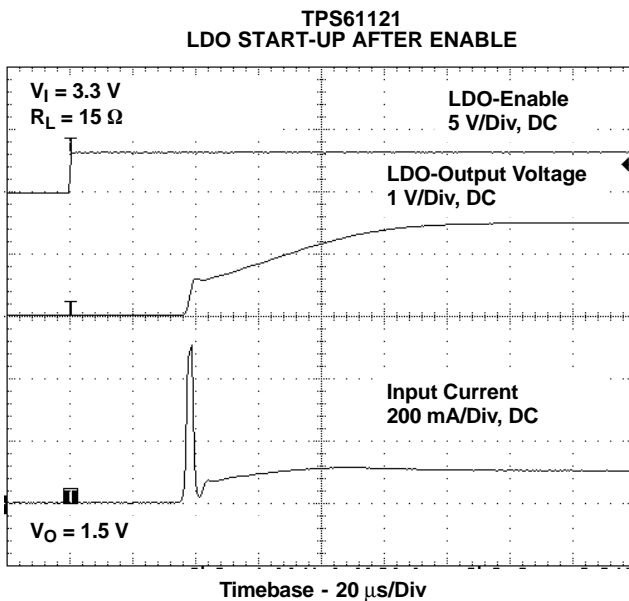 TPS61121
LDO START-UP AFTER ENABLE
V_I = 3.3 V
R_L = 15 Ω
LDO-Enable
5 V/Div, DC
LDO-Output Voltage
1 V/Div, DC
Input Current
200 mA/Div, DC
V_O = 1.5 V
Timebase - 20 µs/Div